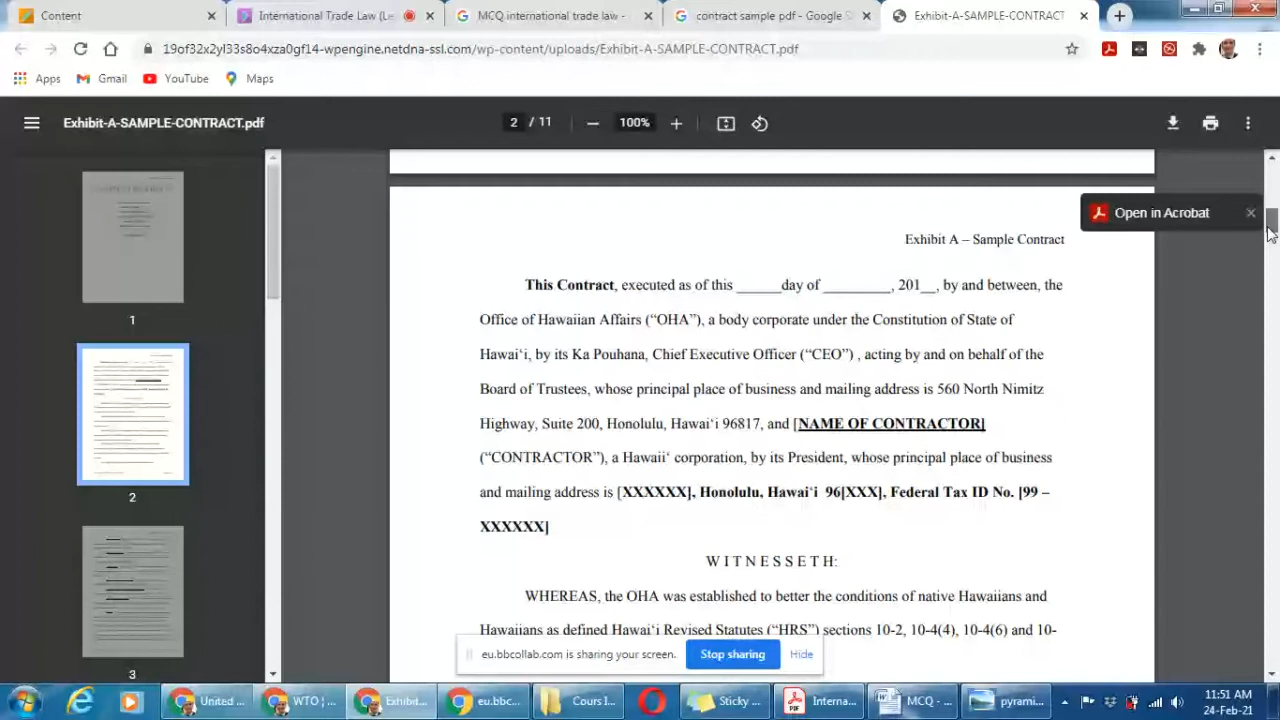 Content
International Trade Law (Le
MCQ international trade law -
contract sample pdf - Google S
Exhibit-A-SAMPLE-CONTRACT
19of32x2yl33s8o4xza0gf14-wpengine.netdna-ssl.com/wp-content/uploads/Exhibit-A-SAMPLE-CONTRACT.pdf
Apps
Gmail
YouTube
Maps
Exhibit-A-SAMPLE-CONTRACT.pdf
2 / 11
100%
Open in Acrobat
1
2
3
Exhibit A – Sample Contract
This Contract, executed as of this ______day of _________, 201__, by and between, the
Office of Hawaiian Affairs (“OHA”), a body corporate under the Constitution of State of
Hawai‘i, by its Ka Pouhana, Chief Executive Officer (“CEO”) , acting by and on behalf of the
Board of Trustees, whose principal place of business and mailing address is 560 North Nimitz
Highway, Suite 200, Honolulu, Hawai‘i 96817, and [NAME OF CONTRACTOR]
(“CONTRACTOR”), a Hawaii‘ corporation, by its President, whose principal place of business
and mailing address is [XXXXXX], Honolulu, Hawai‘i 96[XXX], Federal Tax ID No. [99 –
XXXXXX]
W I T N E S S E T H:
WHEREAS, the OHA was established to better the conditions of native Hawaiians and
Hawaiians as defined Hawai‘i Revised Statutes (“HRS”) sections 10-2, 10-4(4), 10-4(6) and 10-
eu.bbcollab.com is sharing your screen.
Stop sharing
Hide
United ...
WTO | ...
Exhibit...
eu.bbc...
Cours I...
Sticky ...
Interna...
MCQ - ...
pyrami...
11:51 AM
24-Feb-21